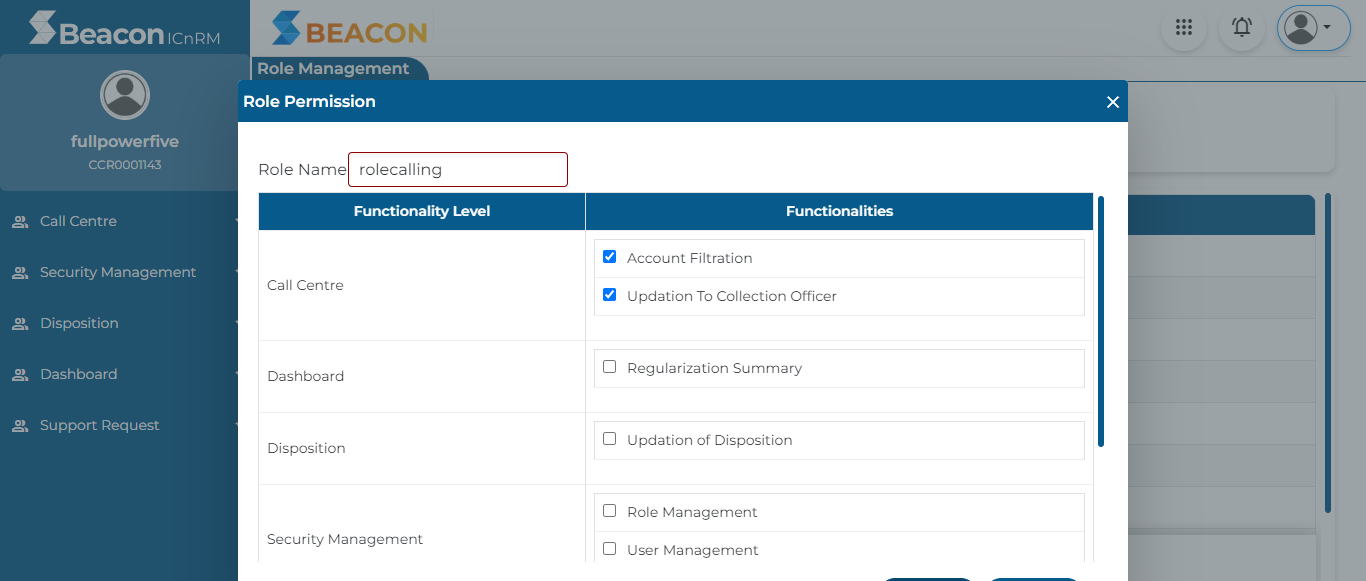 Beacon ICnRM
BEACON
Role Management
fullpowerfive
CCR0001143
Call Centre
Security Management
Disposition
Dashboard
Support Request
Role Permission
Role Name rolecalling
Functionality Level Functionalities
Call Centre
Account Filtration
Updation To Collection Officer
Dashboard
Regularization Summary
Disposition
Updation of Disposition
Security Management
Role Management
User Management